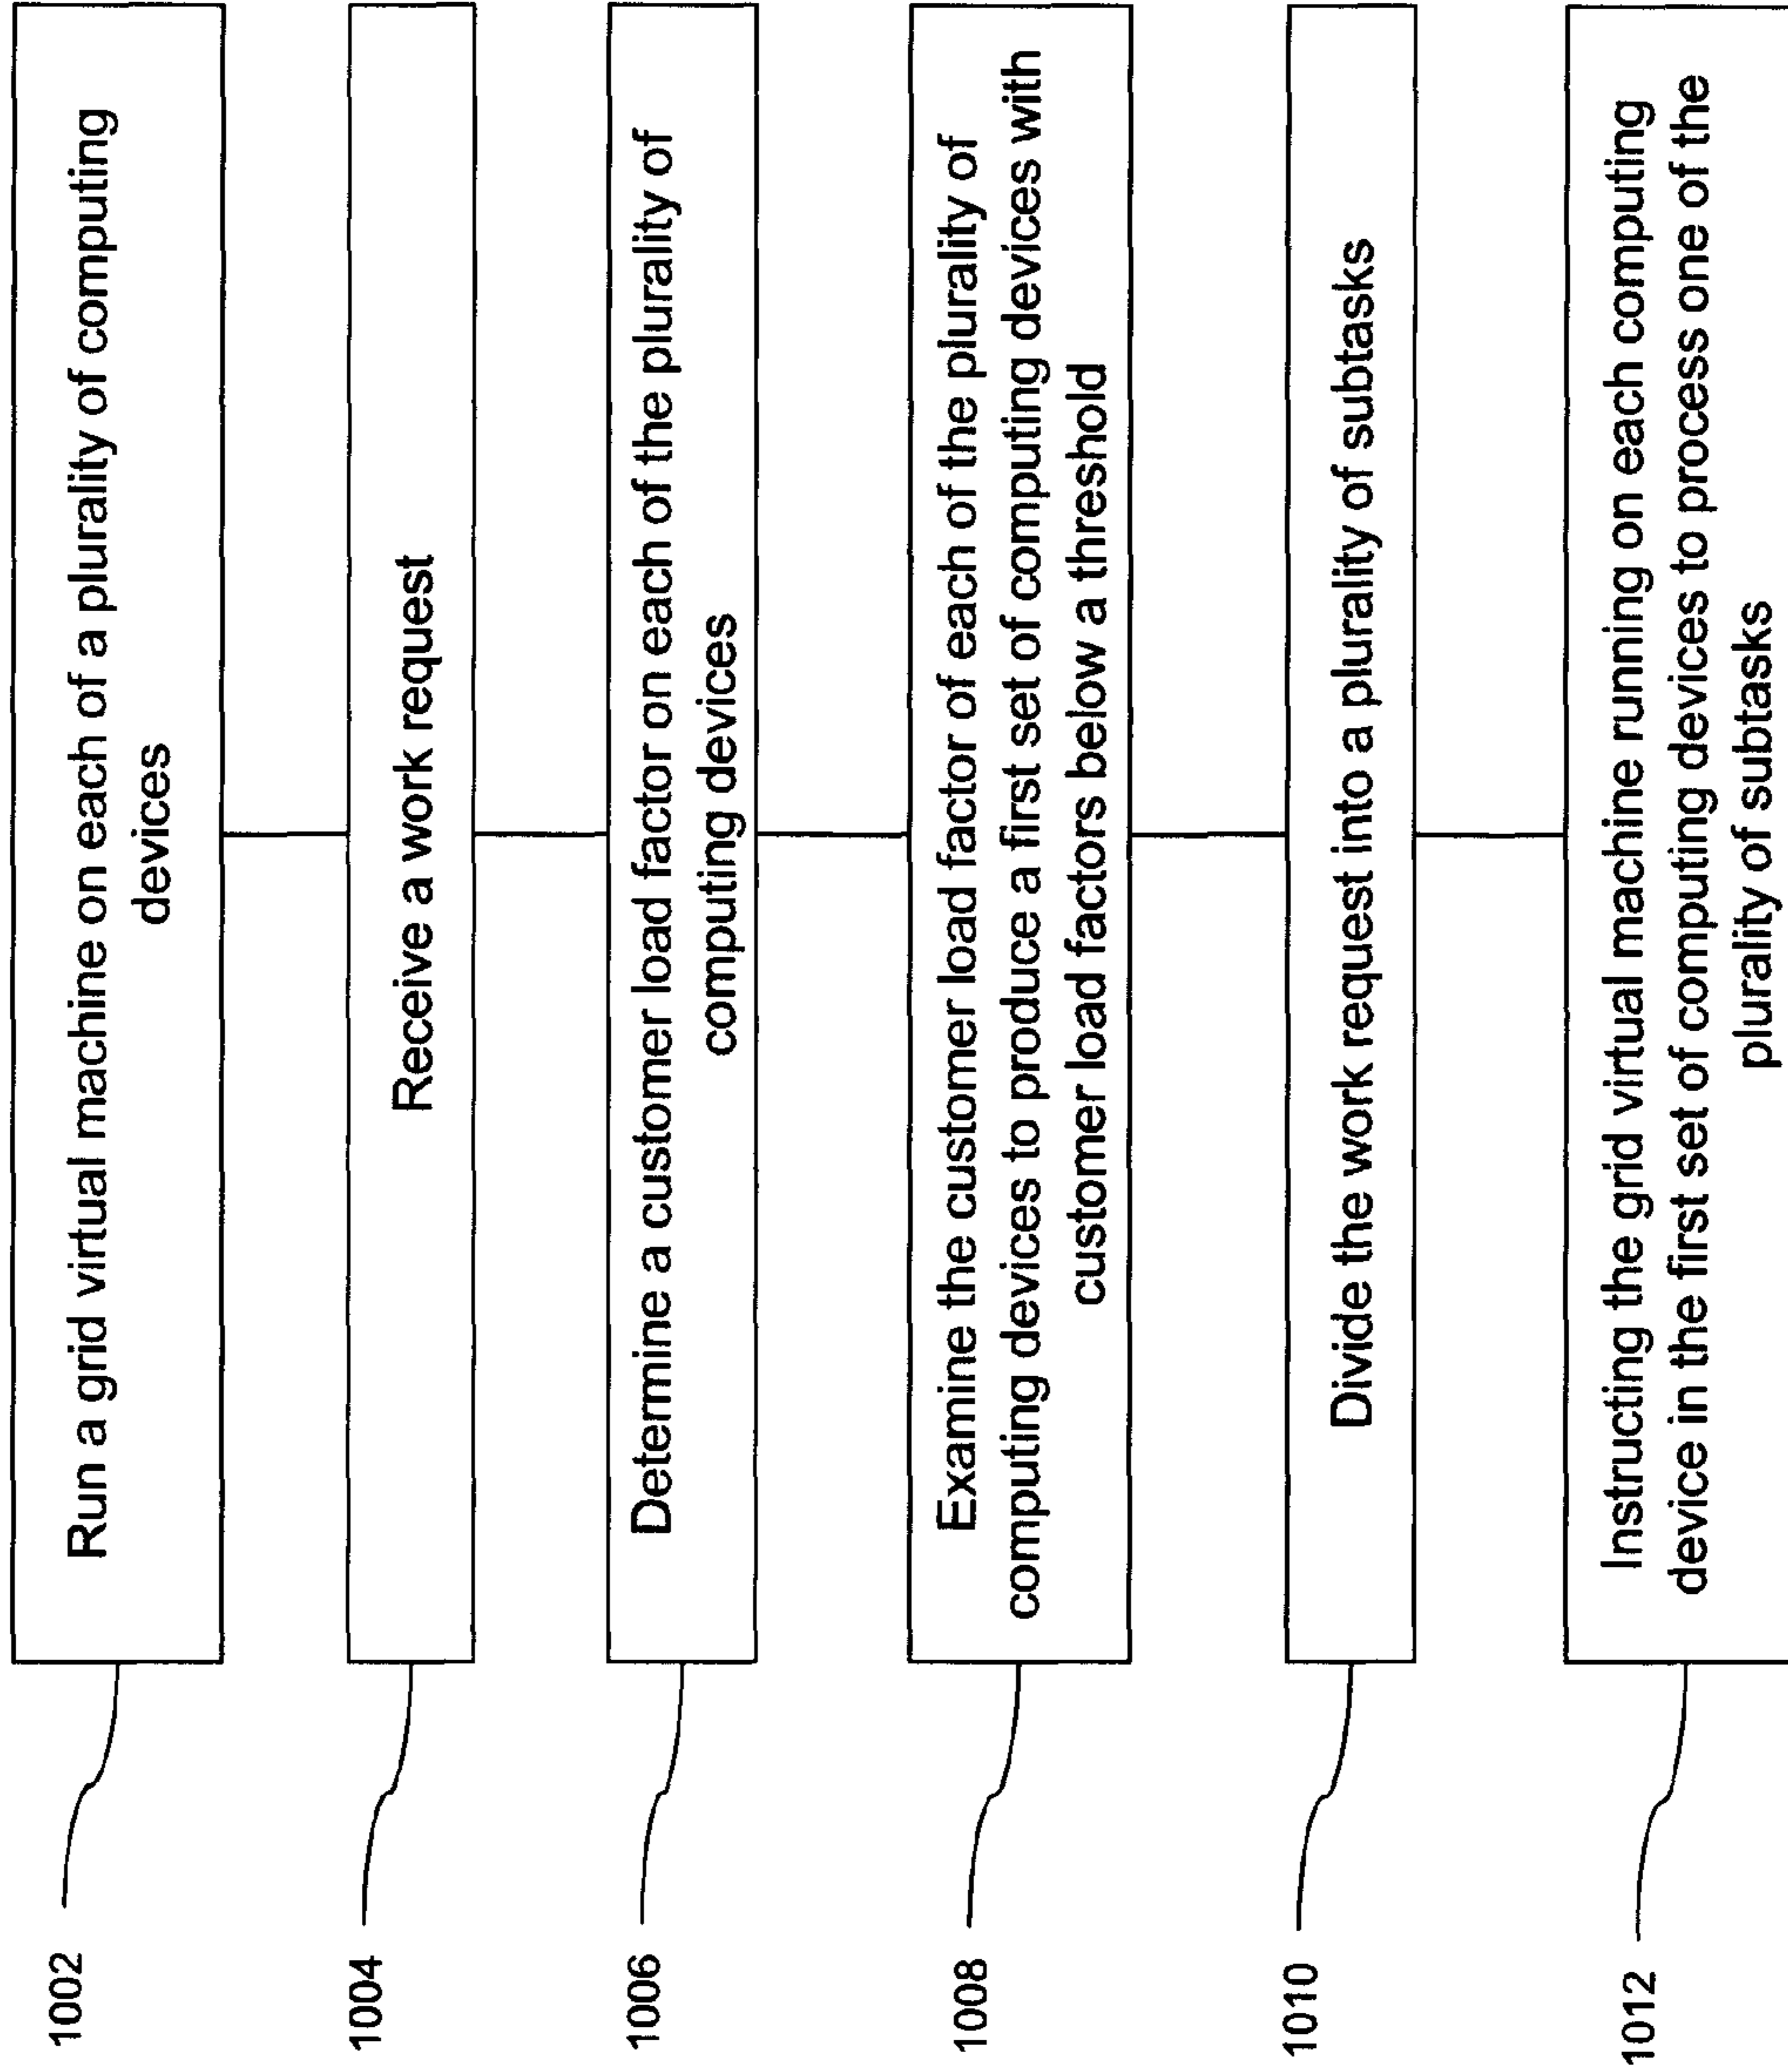 1002
Run a grid virtual machine on each of a plurality of computing
devices
1004
Receive a work request
1006
Determine a customer load factor on each of the plurality of
computing devices
1008
Examine the customer load factor of each of the plurality of
computing devices to produce a first set of computing devices with
customer load factors below a threshold
1010
Divide the work request into a plurality of subtasks
1012
Instructing the grid virtual machine running on each computing
device in the first set of computing devices to process one of the
plurality of subtasks